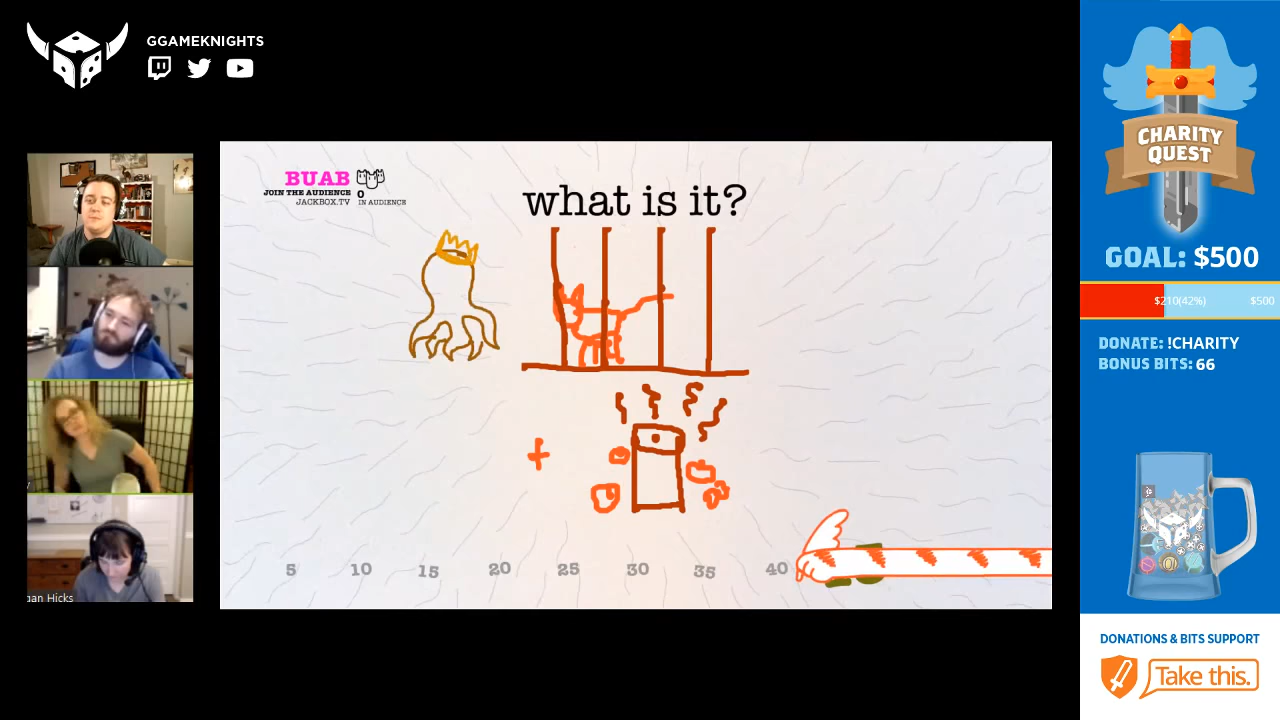 GGAMEKNIGHTS
BUAB
JOIN THE AUDIENCE
JACKBOX.TV
0
IN AUDIENCE
what is it?
5 10 15 20 25 30 35 40
gan Hicks
CHARITY
QUEST
GOAL: $500
$210(42%) $500
DONATE: !CHARITY
BONUS BITS: 66
DONATIONS & BITS SUPPORT
Take this.